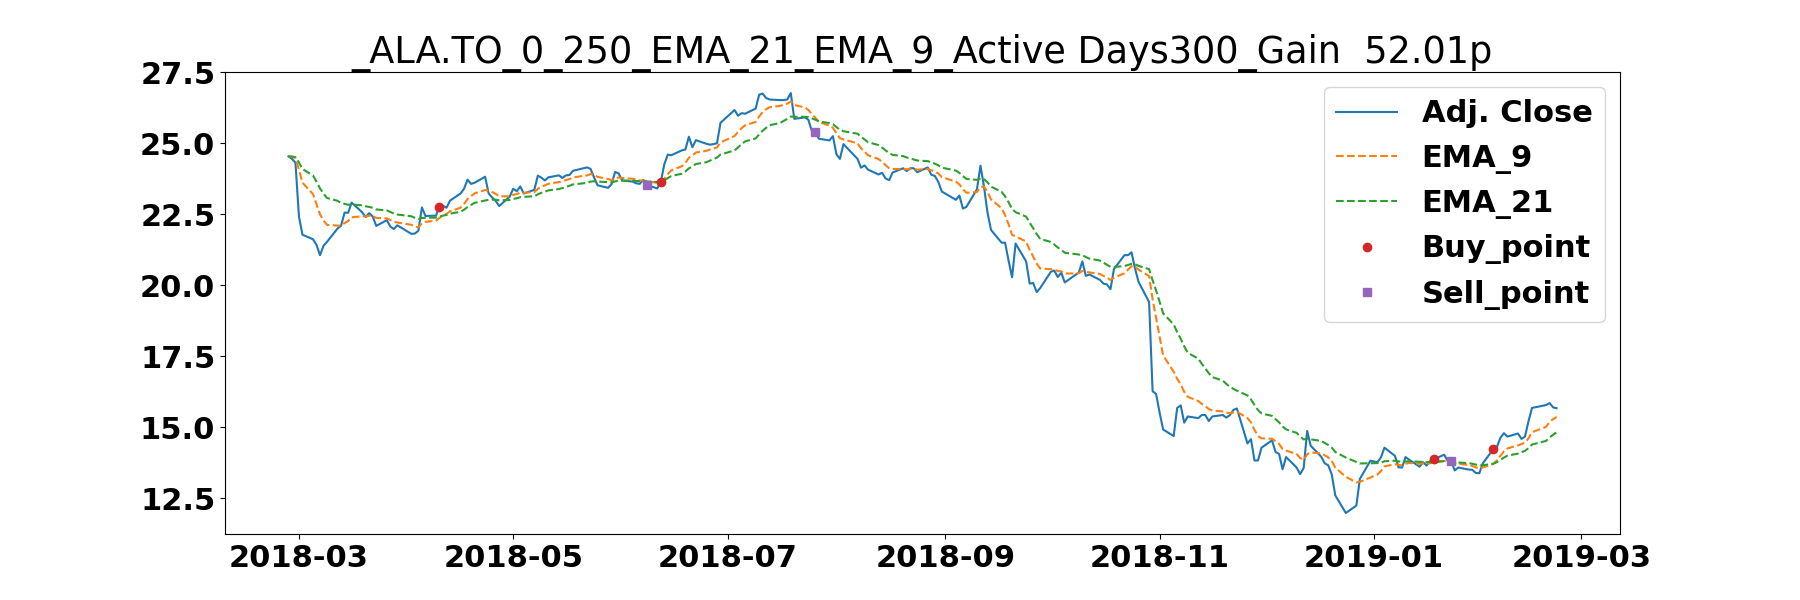 _ALA.TO_0_250_EMA_21_EMA_9_Active Days300_Gain  52.01p
27.5
25.0
22.5
20.0
17.5
15.0
12.5
Adj. Close
EMA_9
EMA_21
Buy_point
Sell_point
2018-03 2018-05 2018-07 2018-09 2018-11 2019-01 2019-03